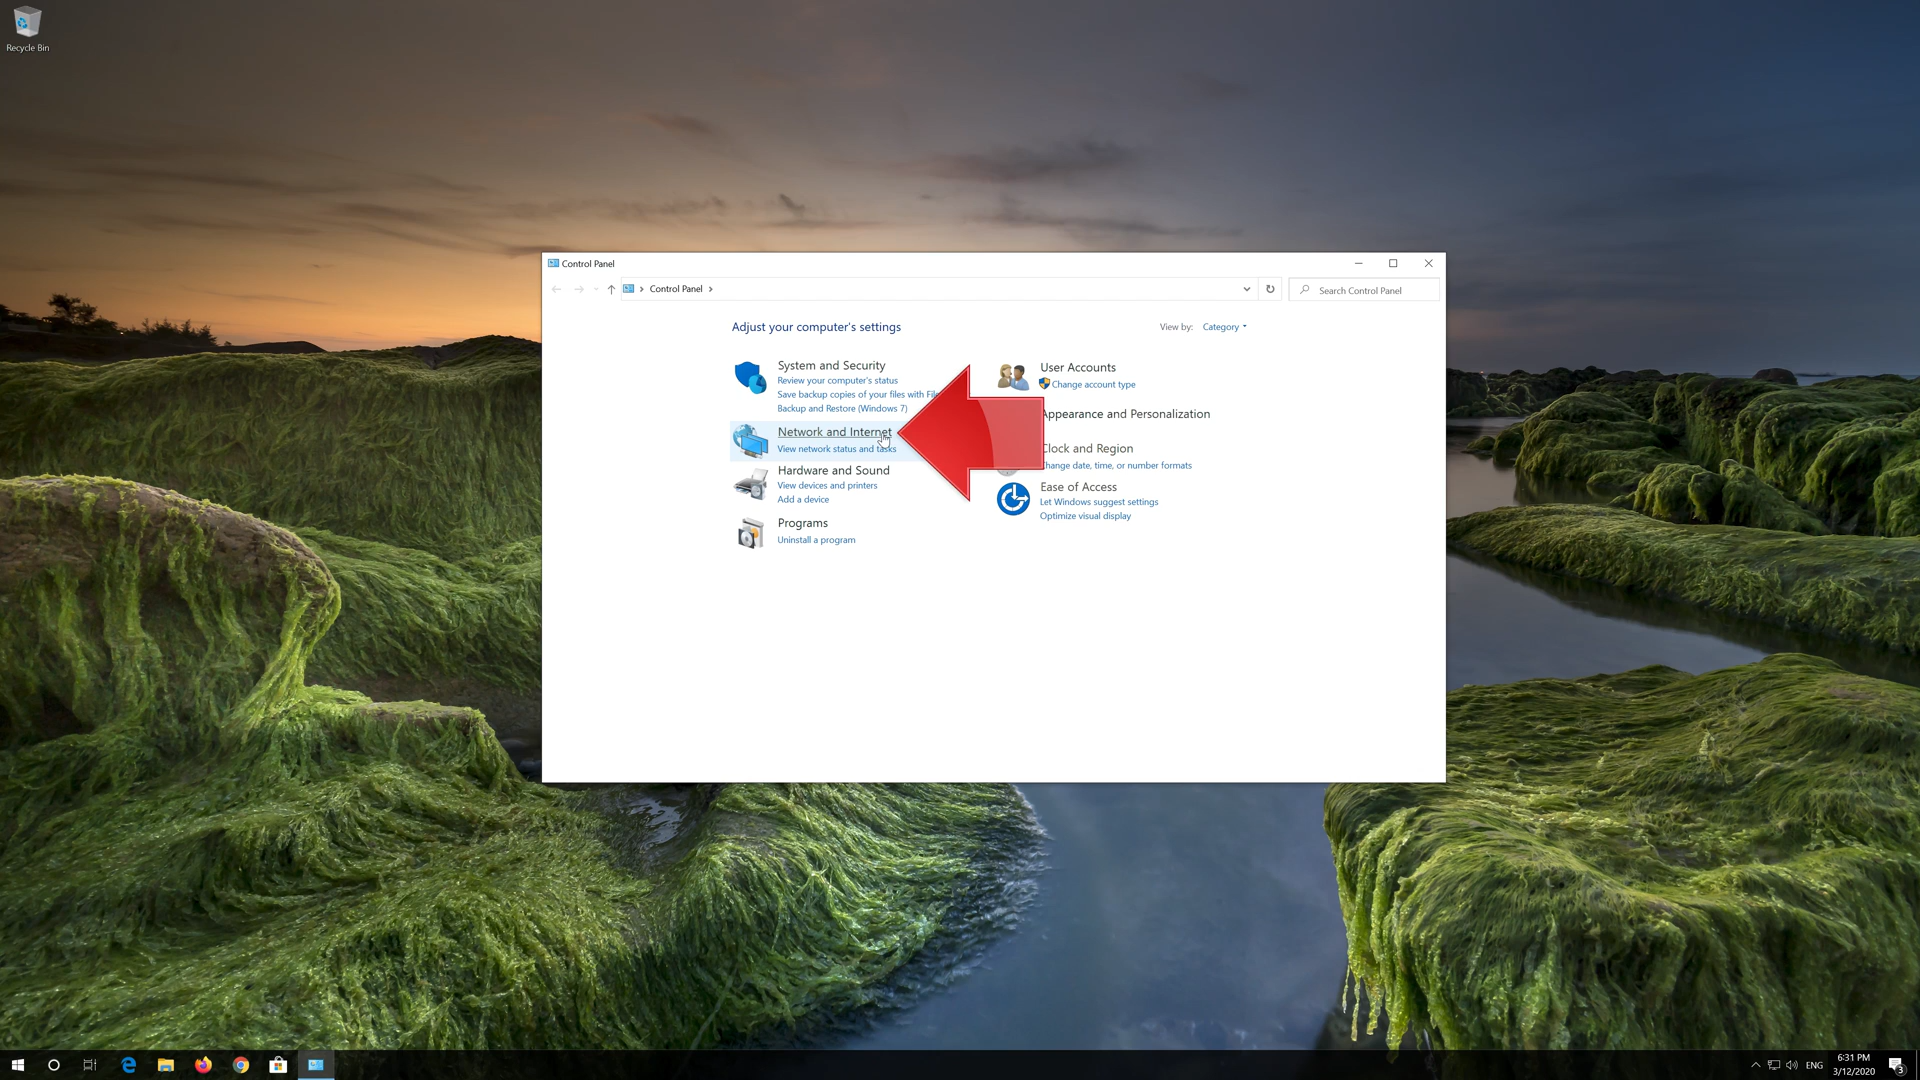 Recycle Bin
Control Panel
Control Panel
Search Control Panel
Adjust your computer's settings
View by: Category
System and Security
Review your computer's status
Save backup copies of your files with
Backup and Restore (Windows 7)
Network and Internet
View network status and tasks
Hardware and Sound
View devices and printers
Add a device
Programs
Uninstall a program
User Accounts
Change account type
Appearance and Personalization
Clock and Region
Change date, time, or number formats
Ease of Access
Let Windows suggest settings
Optimize visual display
ENG
6:31 PM
3/12/2020
3